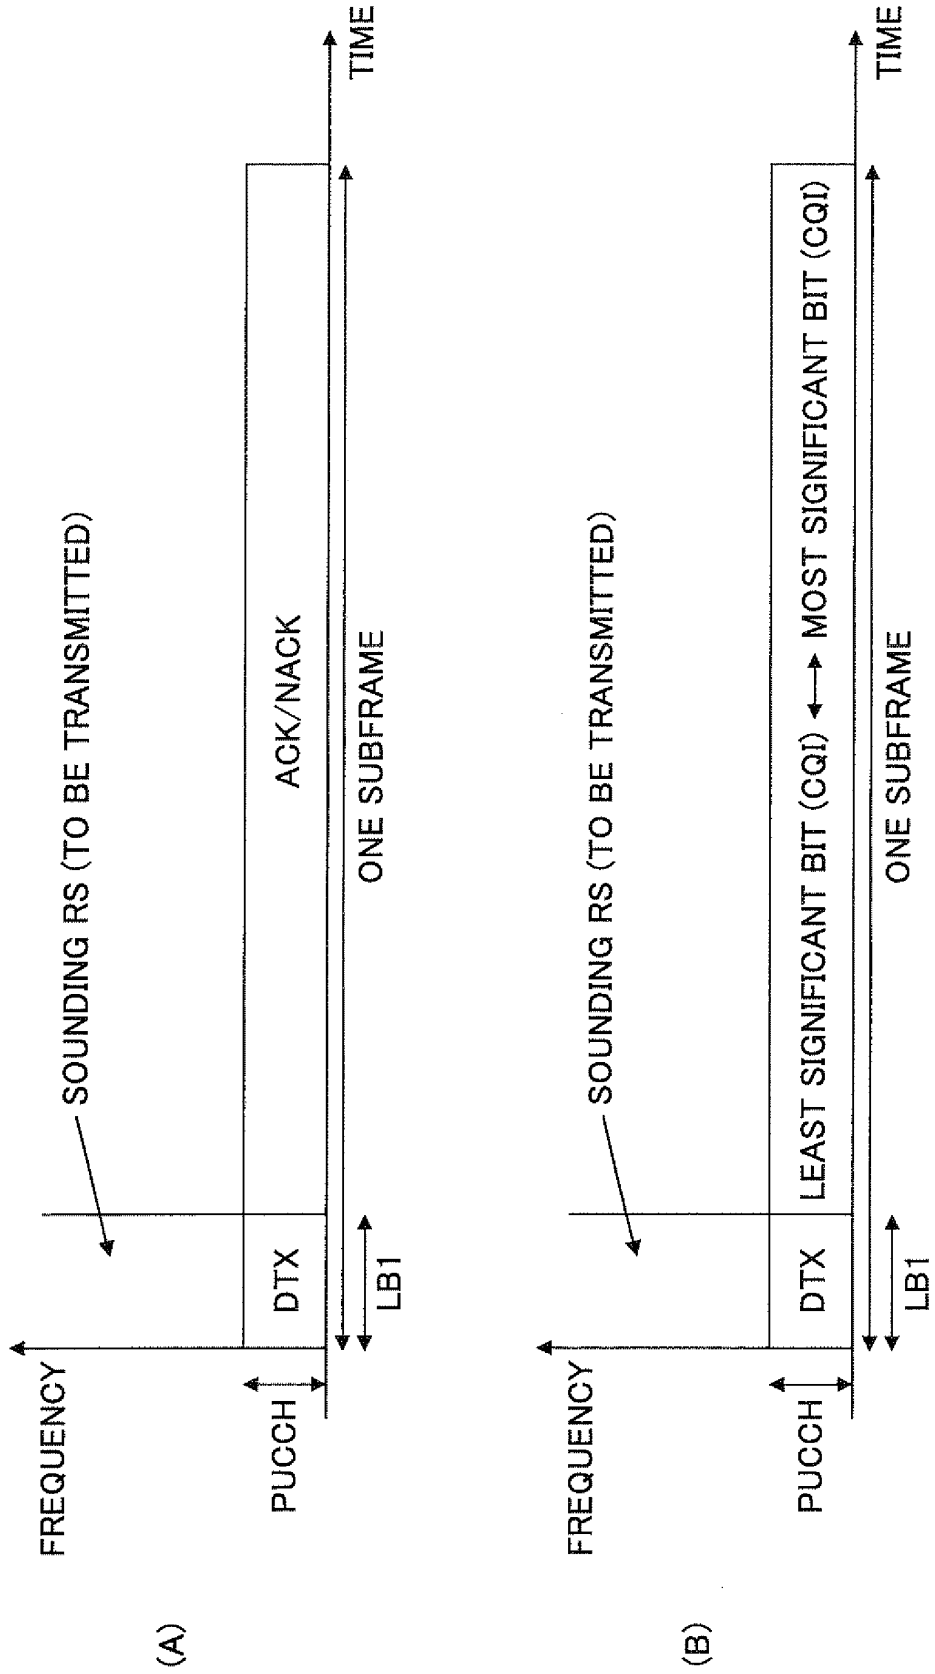 (A)
FREQUENCY
SOUNDING RS (TO BE TRANSMITTED)
PUCCH
DTX
ACK/NACK
TIME
LB1
ONE SUBFRAME
(B)
FREQUENCY
SOUNDING RS (TO BE TRANSMITTED)
PUCCH
DTX
LEAST SIGNIFICANT BIT (CQI) ↔ MOST SIGNIFICANT BIT (CQI)
TIME
LB1
ONE SUBFRAME